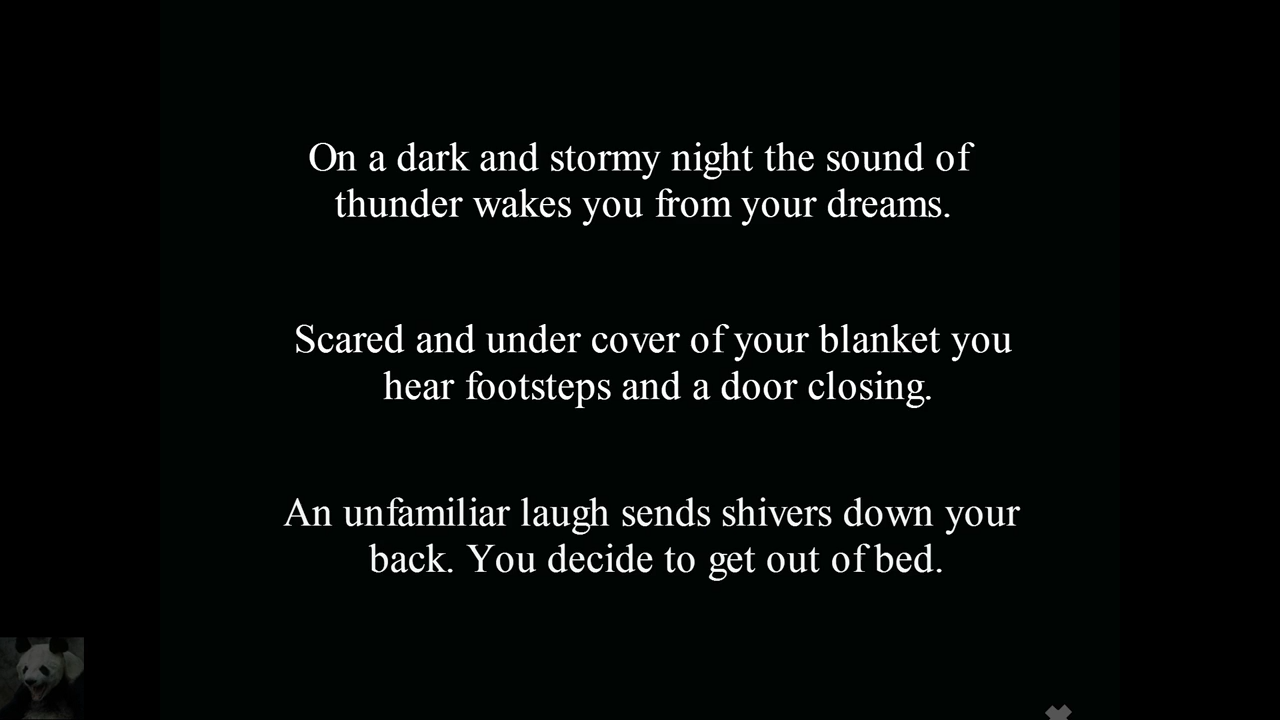 On a dark and stormy night the sound of
thunder wakes you from your dreams.
Scared and under cover of your blanket you
hear footsteps and a door closing.
An unfamiliar laugh sends shivers down your
back. You decide to get out of bed.